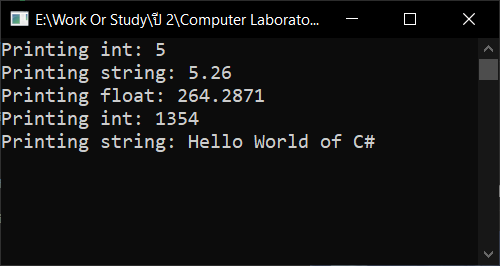 E:\Work Or Study\ปี 2\Computer Laborato...
Printing int: 5
Printing string: 5.26
Printing float: 264.2871
Printing int: 1354
Printing string: Hello World of C#